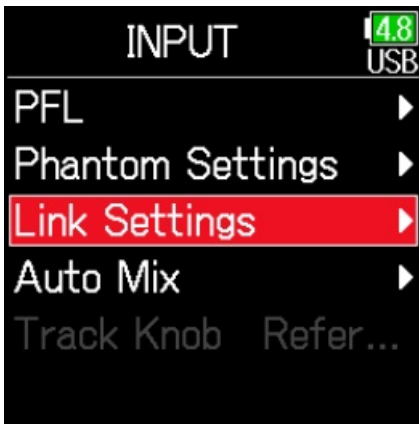 INPUT
4.8
USB
PFL
Phantom Settings
Link Settings
Auto Mix
Track Knob Refer...